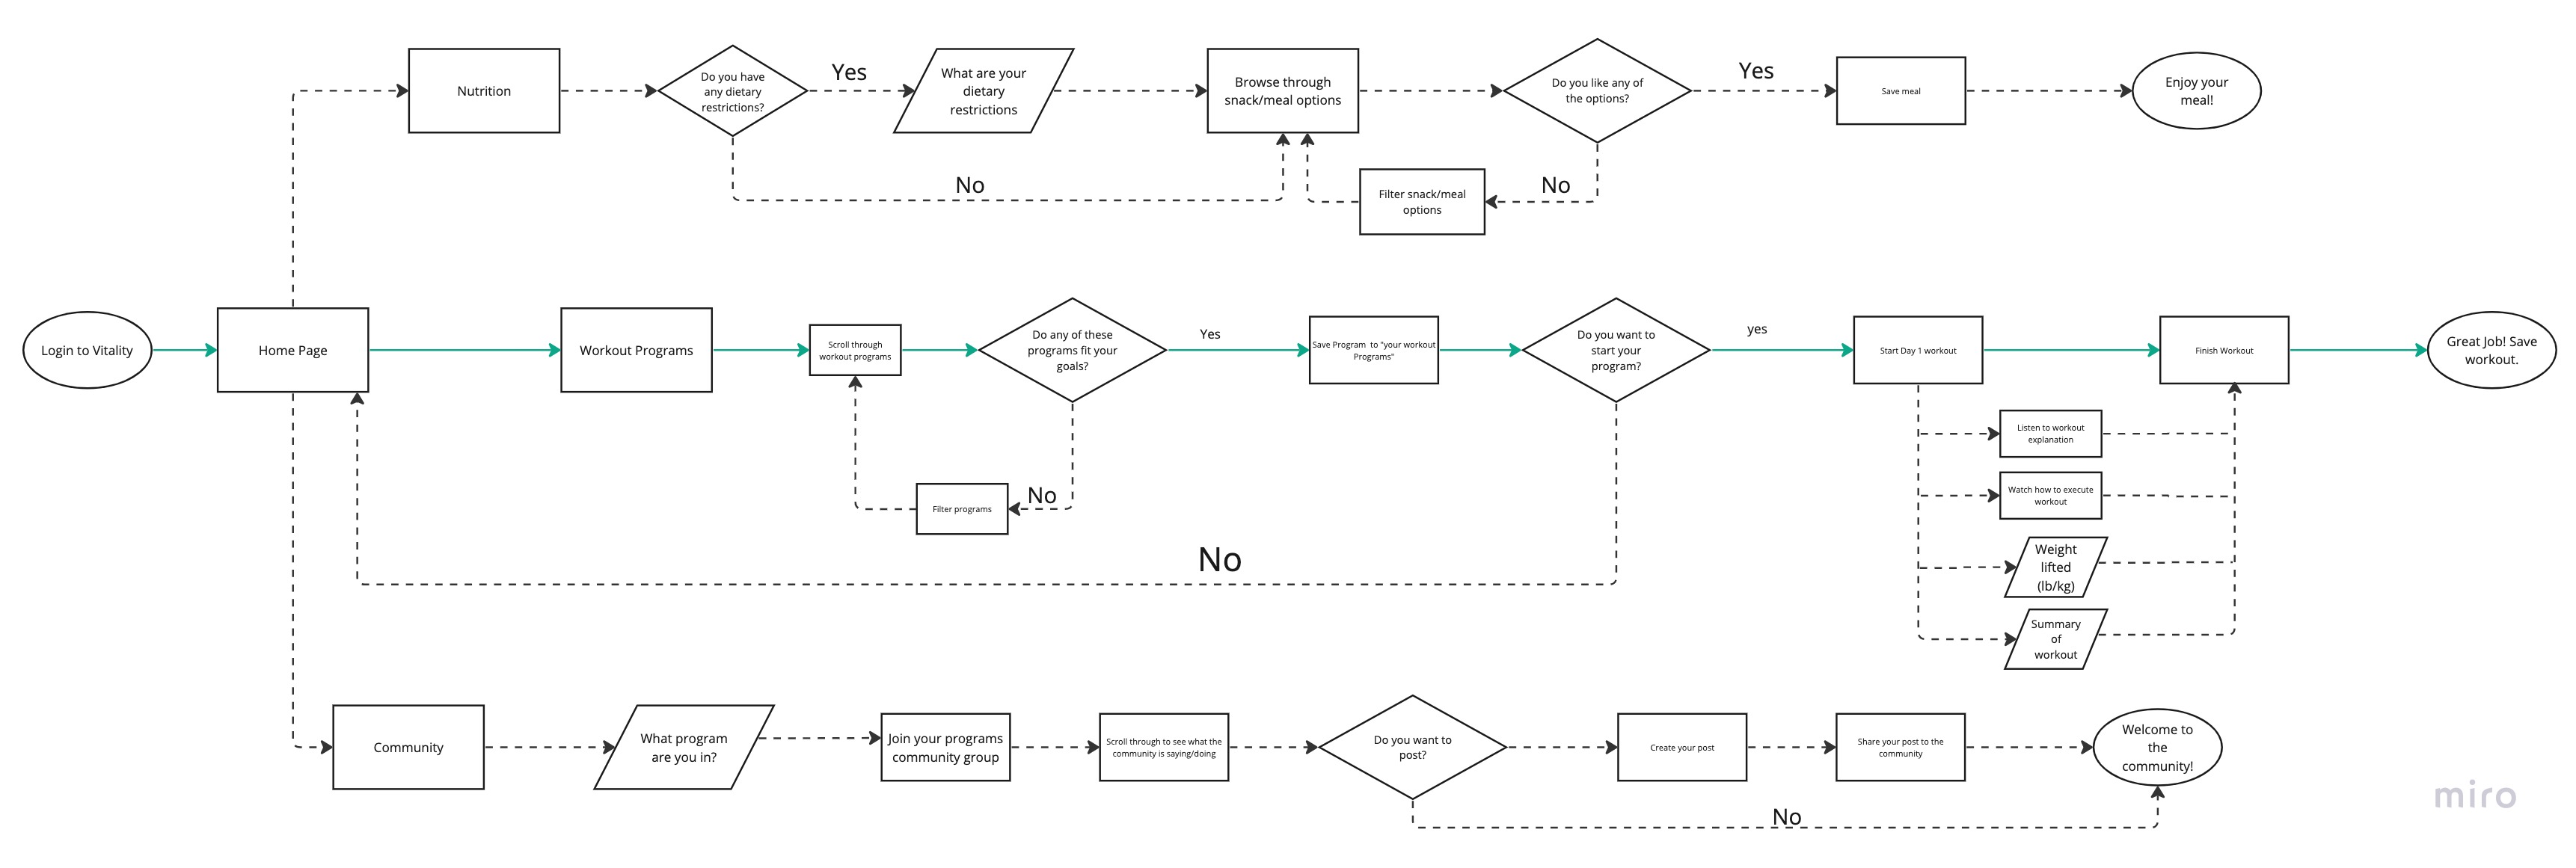 Nutrition
Do you have
any dietary
restrictions?
Yes
What are your
dietary
restrictions
Browse through
snack/meal options
Do you like any of
the options?
Yes
Save meal
Enjoy your
meal!
No
Filter snack/meal
options
No
Login to Vitality
Home Page
Workout Programs
Scroll through
workout programs
Do any of these
programs fit your
goals?
Yes
Save Program to "your workout
Programs"
Do you want to
start your
program?
yes
Start Day 1 workout
Finish Workout
Great Job! Save
workout.
Listen to workout
explanation
Watch how to execute
workout
Weight
lifted
(lb/kg)
Summary
of
workout
Filter programs
No
No
Community
What program
are you in?
Join your programs
community group
Scroll through to see what the
community is saying/doing
Do you want to
post?
Create your post
Share your post to the
community
Welcome to
the
community!
No
miro